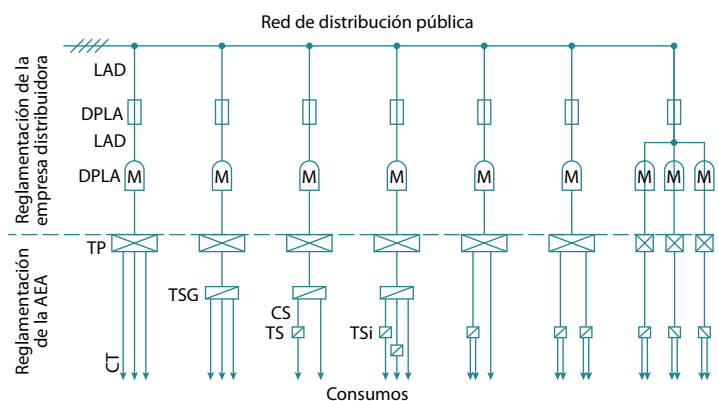 Red de distribución pública
Reglamentación de la
empresa distribuidora
LAD
DPLA
LAD
DPLA
M
M
M
M
M
M
M
M
M
Reglamentación
de la AEA
TP
TSG
CS
TS
TSi
CT
Consumos